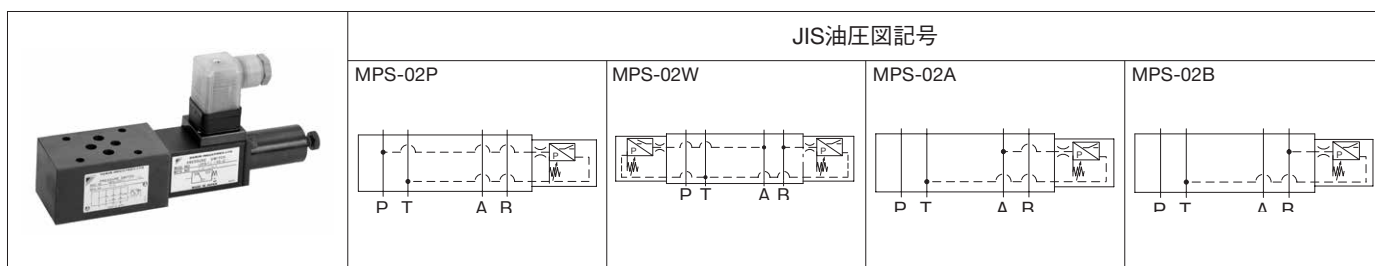 JIS油圧図記号
MPS-02P
MPS-02W
MPS-02A
MPS-02B
P
P
P
P
P
P T A B
P T A B
P T A B
P T A B